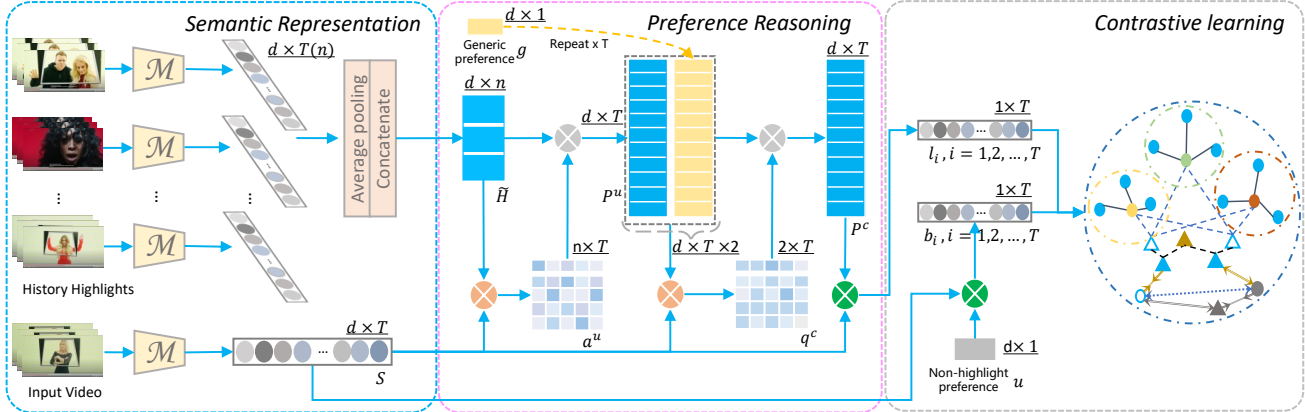 Semantic Representation
Preference Reasoning
Contrastive learning
d × T(n)
d × 1
Generic
preference g
Repeat x T
d × T
ℳ
d × n
Average pooling
Concatenate
d × T
1× T
...
l_i , i = 1,2, ... , T
ℳ
H̃
P^u
P^c
1× T
...
b_i , i = 1,2, ... , T
⋮
...
...
ℳ
n× T
d × T ×2
2× T
History Highlights
a^u
q^c
d × T
ℳ
...
S
d× 1
Input Video
Non-highlight
preference u